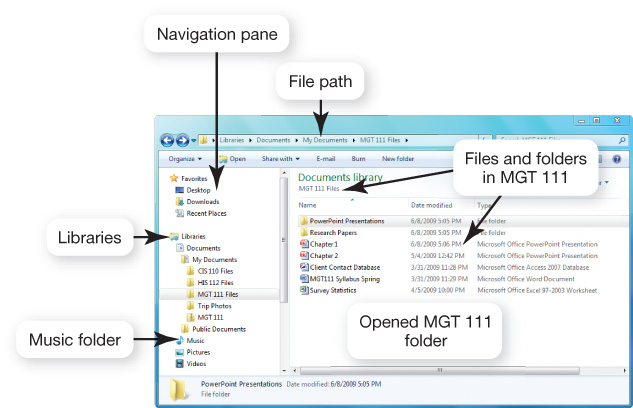 Navigation pane
File path
Libraries ▸ Documents ▸ My Documents ▸ MGT 111 Files ▸
Organize ▼ Open Share with ▼ E-mail Burn New folder
Files and folders
in MGT 111
Favorites
Desktop
Downloads
Recent Places
Libraries
Libraries
Documents
My Documents
CIS 110 Files
HIS 112 Files
MGT 111 Files
Trip Photos
MGT 111
Public Documents
Music folder
Music
Pictures
Videos
Documents library
MGT 111 Files
Name Date modified Type
PowerPoint Presentations 6/8/2009 5:05 PM File folder
Research Papers 6/8/2009 5:05 PM File folder
Chapter 1 6/8/2009 5:06 PM Microsoft Office PowerPoint Presentation
Chapter 2 5/4/2009 12:42 PM Microsoft Office PowerPoint Presentation
Client Contact Database 3/31/2009 11:28 PM Microsoft Office Access 2007 Database
MGT111 Syllabus Spring 3/31/2009 11:29 PM Microsoft Office Word Document
Survey Statistics 4/5/2009 10:00 PM Microsoft Office Excel 97-2003 Worksheet
Opened MGT 111
folder
PowerPoint Presentations Date modified: 6/8/2009 5:05 PM
File folder